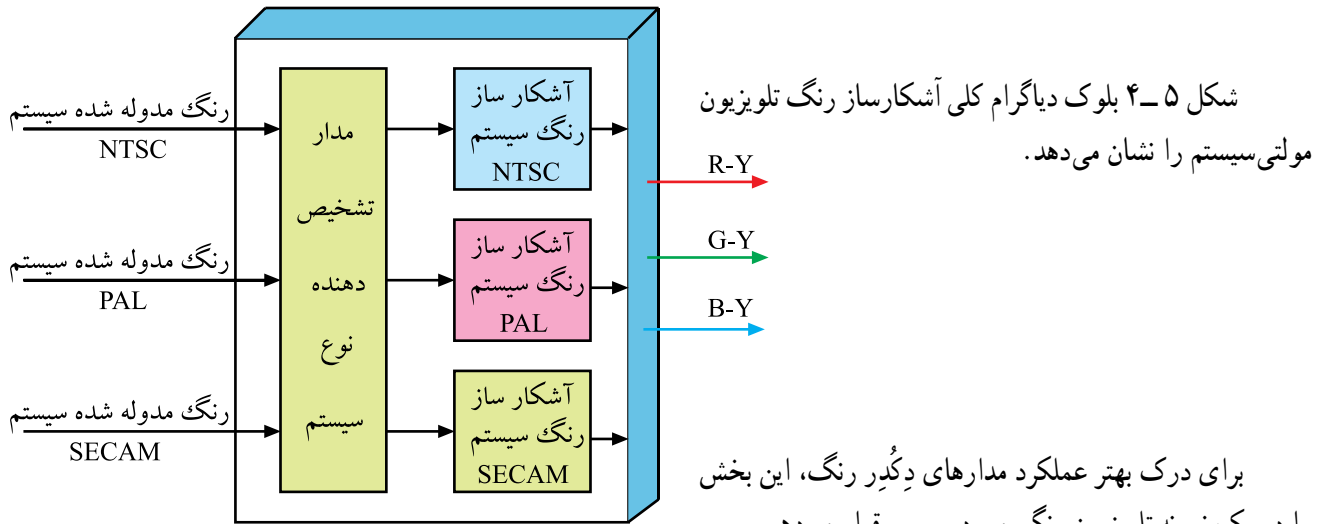 شکل ۵ ــ۴ بلوک دیاگرام کلی آشکارساز رنگ تلویزیون
مولتی‌سیستم را نشان می‌دهد.
رنگ مدوله شده سیستم
NTSC
رنگ مدوله شده سیستم
PAL
رنگ مدوله شده سیستم
SECAM
مدار
تشخیص
دهنده
نوع
سیستم
آشکار ساز
رنگ سیستم
NTSC
آشکار ساز
رنگ سیستم
PAL
آشکار ساز
رنگ سیستم
SECAM
R-Y
G-Y
B-Y
برای درک بهتر عملکرد مدارهای دِکُدِر رنگ، این بخش